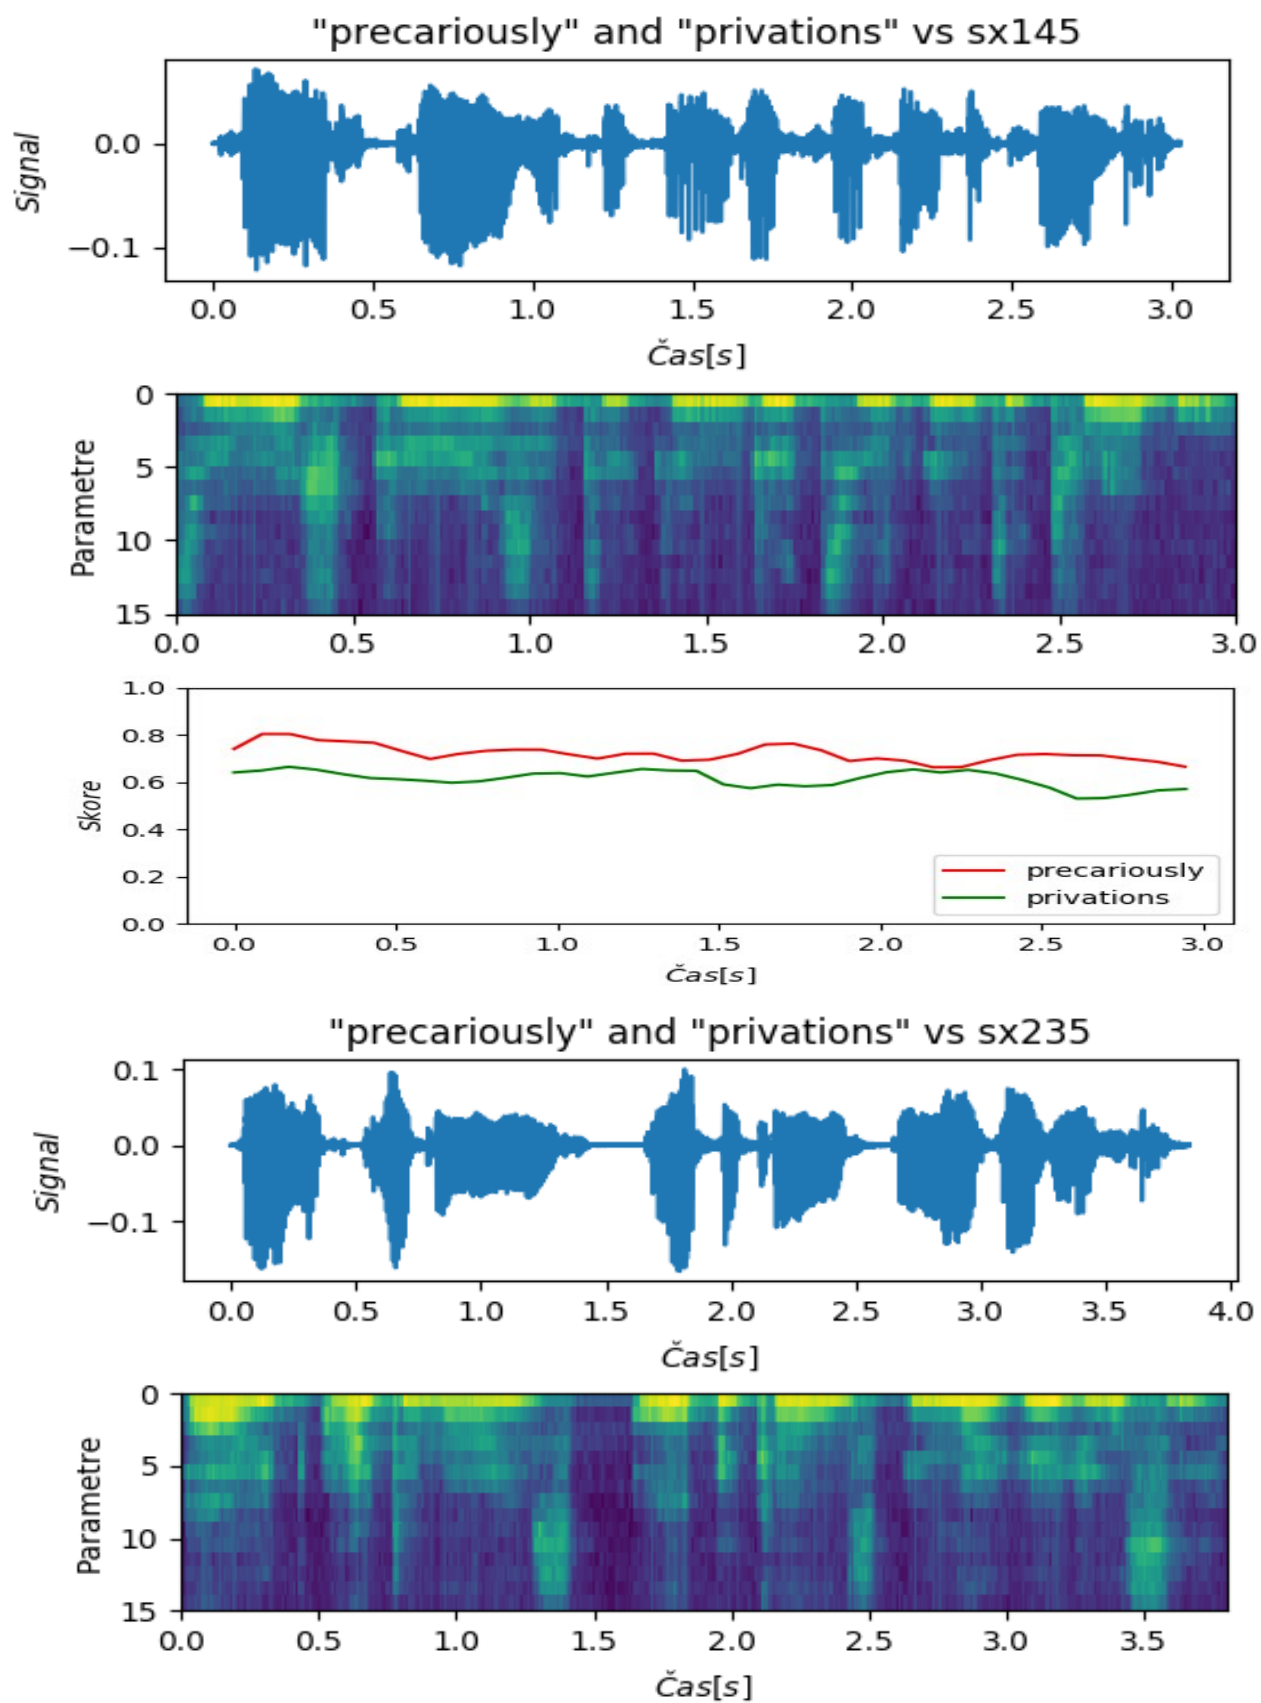 "precariously" and "privations" vs sx145
Signal
0.0
−0.1
0.0 0.5 1.0 1.5 2.0 2.5 3.0
Čas[s]
Parametre
0
5
10
15
0.0 0.5 1.0 1.5 2.0 2.5 3.0
Skore
1.0
0.8
0.6
0.4
0.2
0.0
precariously
privations
0.0 0.5 1.0 1.5 2.0 2.5 3.0
Čas[s]
"precariously" and "privations" vs sx235
Signal
0.1
0.0
−0.1
0.0 0.5 1.0 1.5 2.0 2.5 3.0 3.5 4.0
Čas[s]
Parametre
0
5
10
15
0.0 0.5 1.0 1.5 2.0 2.5 3.0 3.5
Čas[s]